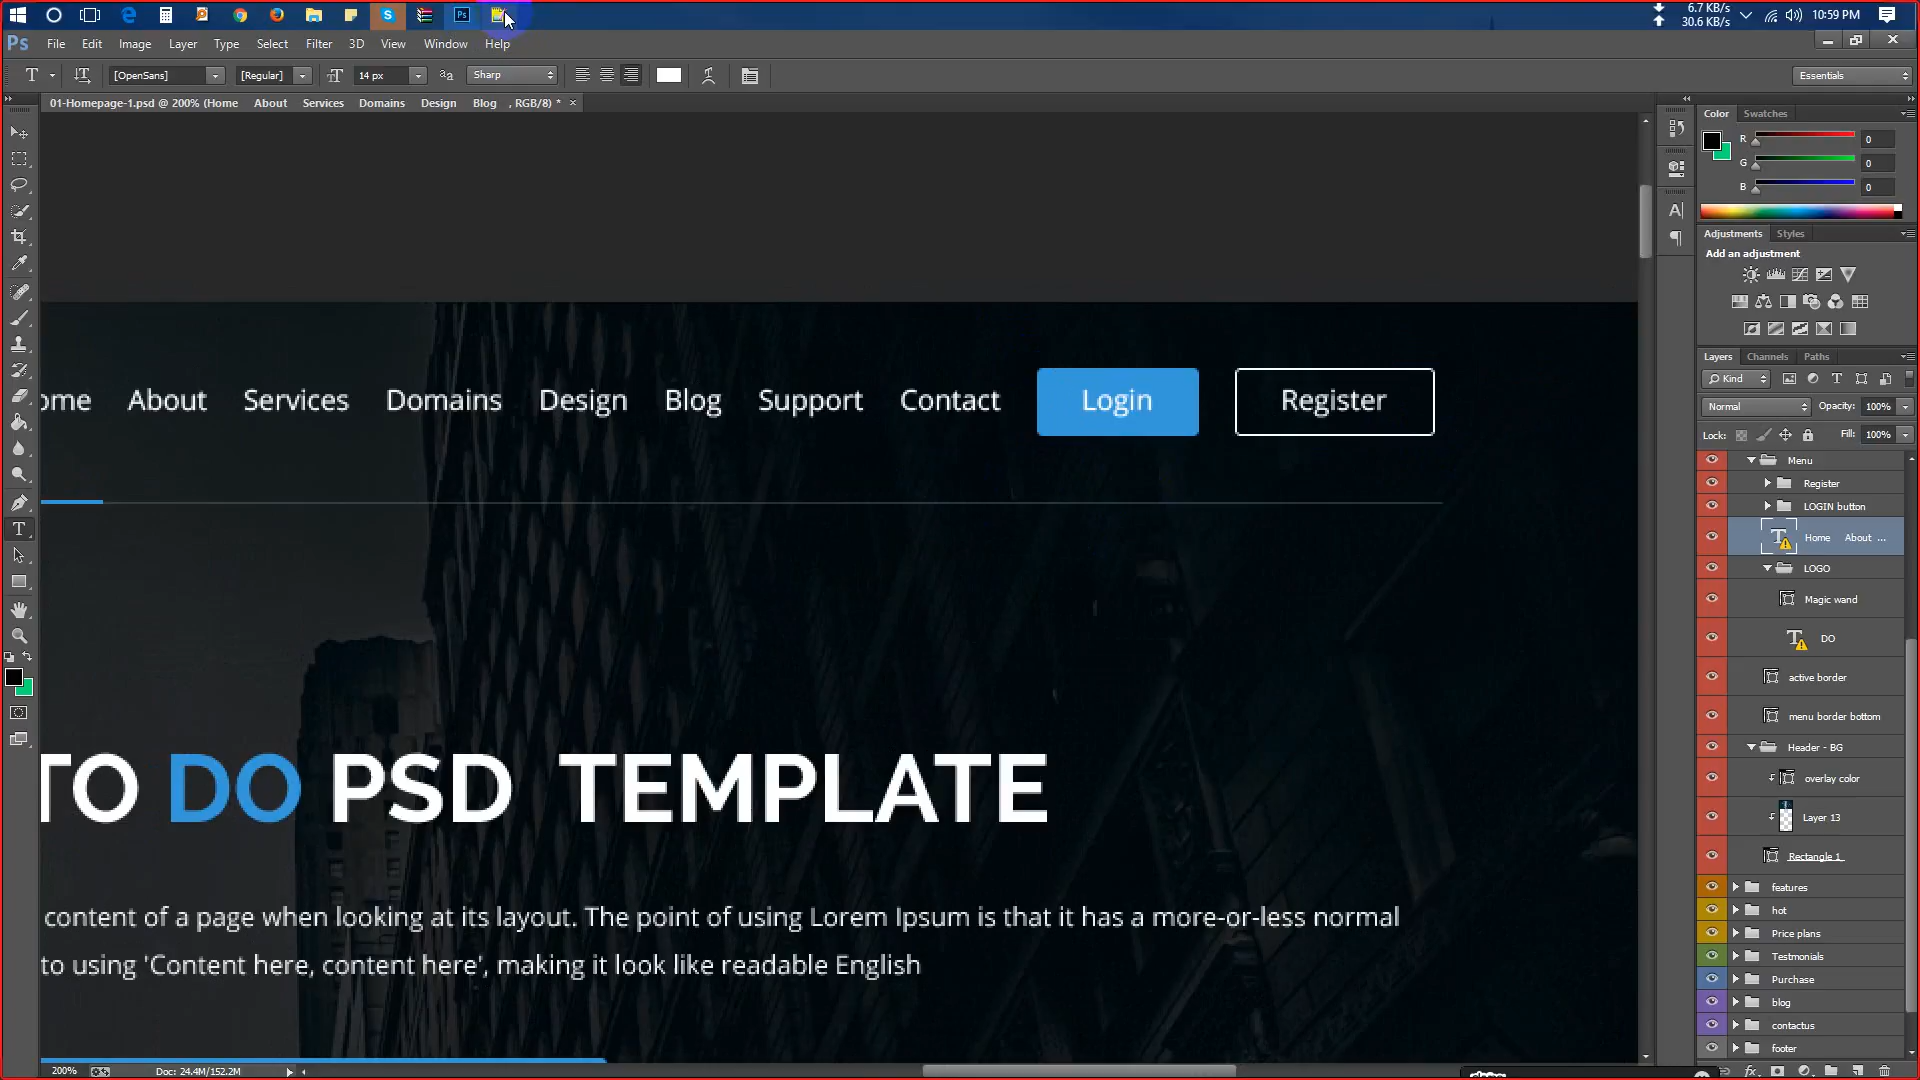 6.7 KB/s
30.6 KB/s
10:59 PM
Ps
File Edit Image Layer Type Select Filter 3D View Window Help
T [OpenSans] [Regular] 14 px Sharp Essentials
01-Homepage-1.psd @ 200% (Home About Services Domains Design Blog , RGB/8) * ×
Color Swatches
R 0
G 0
B 0
Adjustments Styles
Add an adjustment
Layers Channels Paths
Kind
Normal Opacity: 100%
Lock: Fill: 100%
Menu
Register
LOGIN button
Home About ...
LOGO
Magic wand
DO
active border
menu border bottom
Header - BG
overlay color
Layer 13
Rectangle 1
features
hot
Price plans
Testmonials
Purchase
blog
contactus
footer
ome About Services Domains Design Blog Support Contact Login Register
TO DO PSD TEMPLATE
content of a page when looking at its layout. The point of using Lorem Ipsum is that it has a more-or-less normal
to using 'Content here, content here', making it look like readable English
200% Doc: 24.4M/152.2M